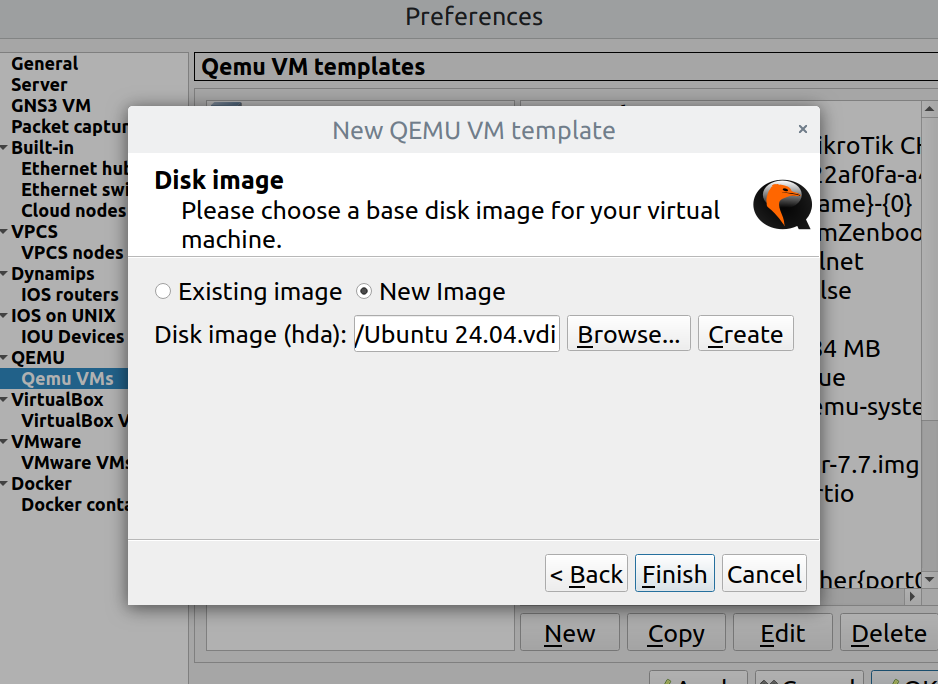 Preferences
General
Server
GNS3 VM
Packet captur
Built-in
Ethernet hub
Ethernet swi
Cloud nodes
VPCS
VPCS nodes
Dynamips
IOS routers
IOS on UNIX
IOU Devices
QEMU
Qemu VMs
VirtualBox
VirtualBox V
VMware
VMware VMs
Docker
Docker conta
Qemu VM templates
New QEMU VM template
×
Disk image
Please choose a base disk image for your virtual
machine.
Existing image New Image
Disk image (hda): /Ubuntu 24.04.vdi Browse... Create
< Back Finish Cancel
ikroTik CH
22af0fa-a4
ame}-{0}
mZenboo
lnet
lse
34 MB
ue
emu-syste
r-7.7.img
rtio
her{port0
New Copy Edit Delete